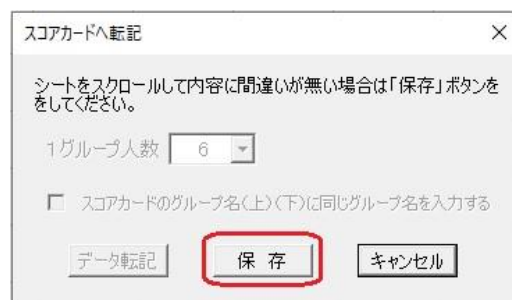 スコアカードへ転記
シートをスクロールして内容に間違いが無い場合は「保存」ボタンを
をしてください。
1グループ人数 6
スコアカードのグループ名(上)(下)に同じグループ名を入力する
データ転記 保 存 キャンセル